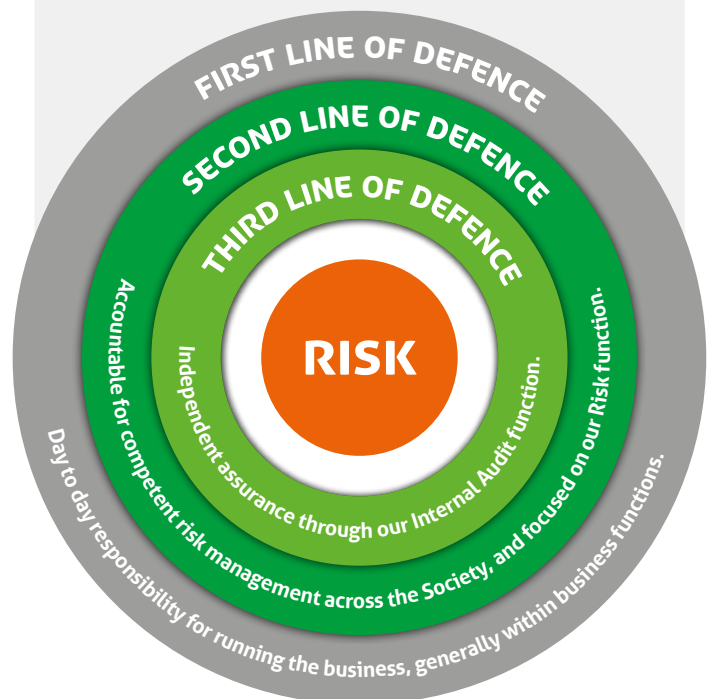 FIRST LINE OF DEFENCE
SECOND LINE OF DEFENCE
THIRD LINE OF DEFENCE
RISK
Independent assurance through our Internal Audit function.
Accountable for competent risk management across the Society, and focused on our Risk function.
Day to day responsibility for running the business, generally within business functions.